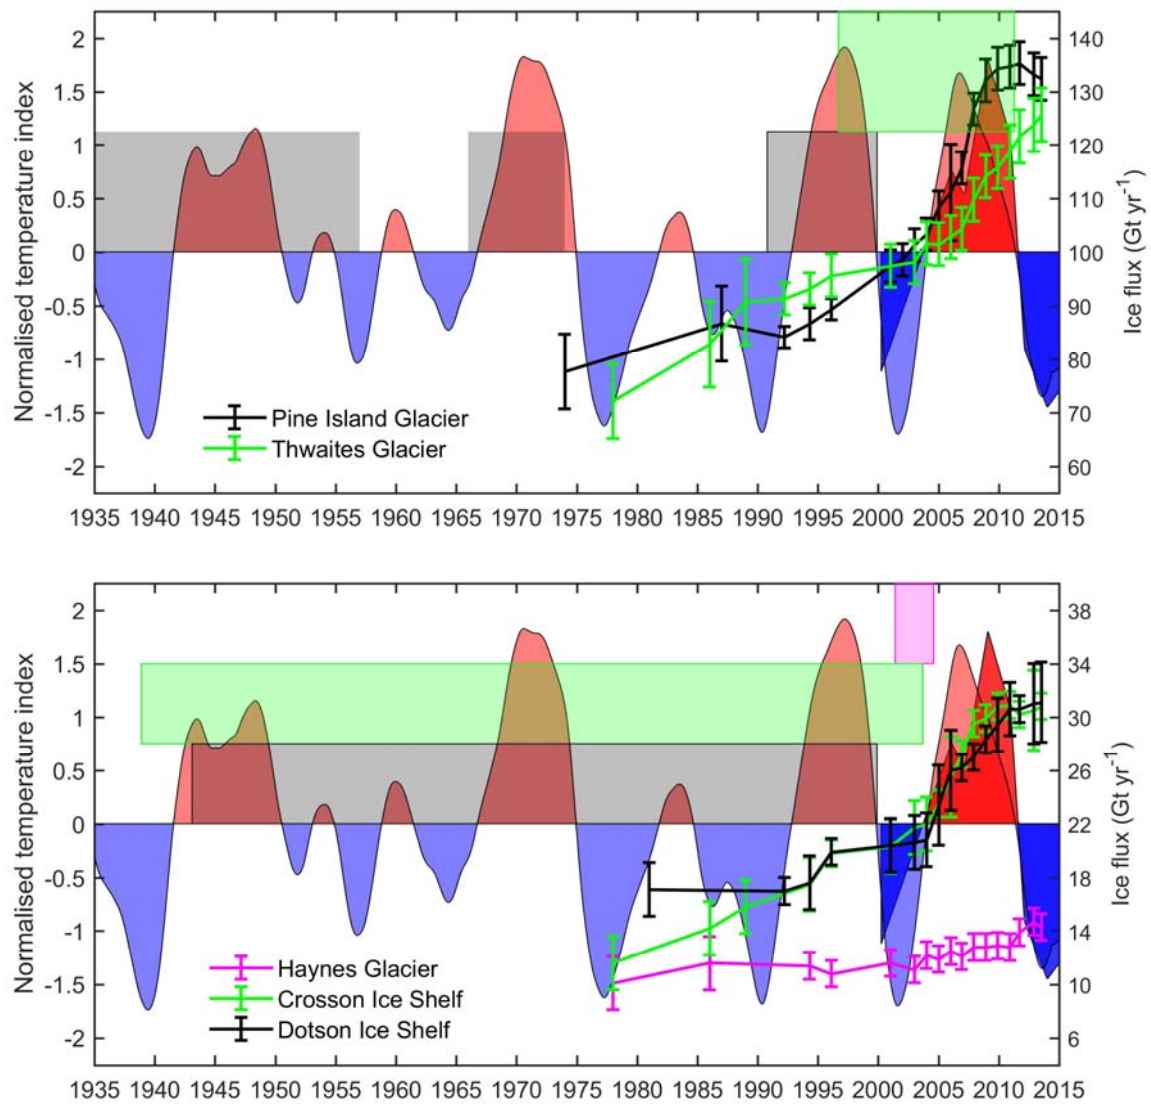 2 140
1.5 130
1 120
0.5 110
0 100
-0.5 90
-1 80
-1.5 70
-2 60
Normalised temperature index
Ice flux (Gt yr⁻¹)
Pine Island Glacier
Thwaites Glacier
1935 1940 1945 1950 1955 1960 1965 1970 1975 1980 1985 1990 1995 2000 2005 2010 2015
2 38
1.5 34
1 30
0.5 26
0 22
-0.5 18
-1 14
-1.5 10
-2 6
Normalised temperature index
Ice flux (Gt yr⁻¹)
Haynes Glacier
Crosson Ice Shelf
Dotson Ice Shelf
1935 1940 1945 1950 1955 1960 1965 1970 1975 1980 1985 1990 1995 2000 2005 2010 2015